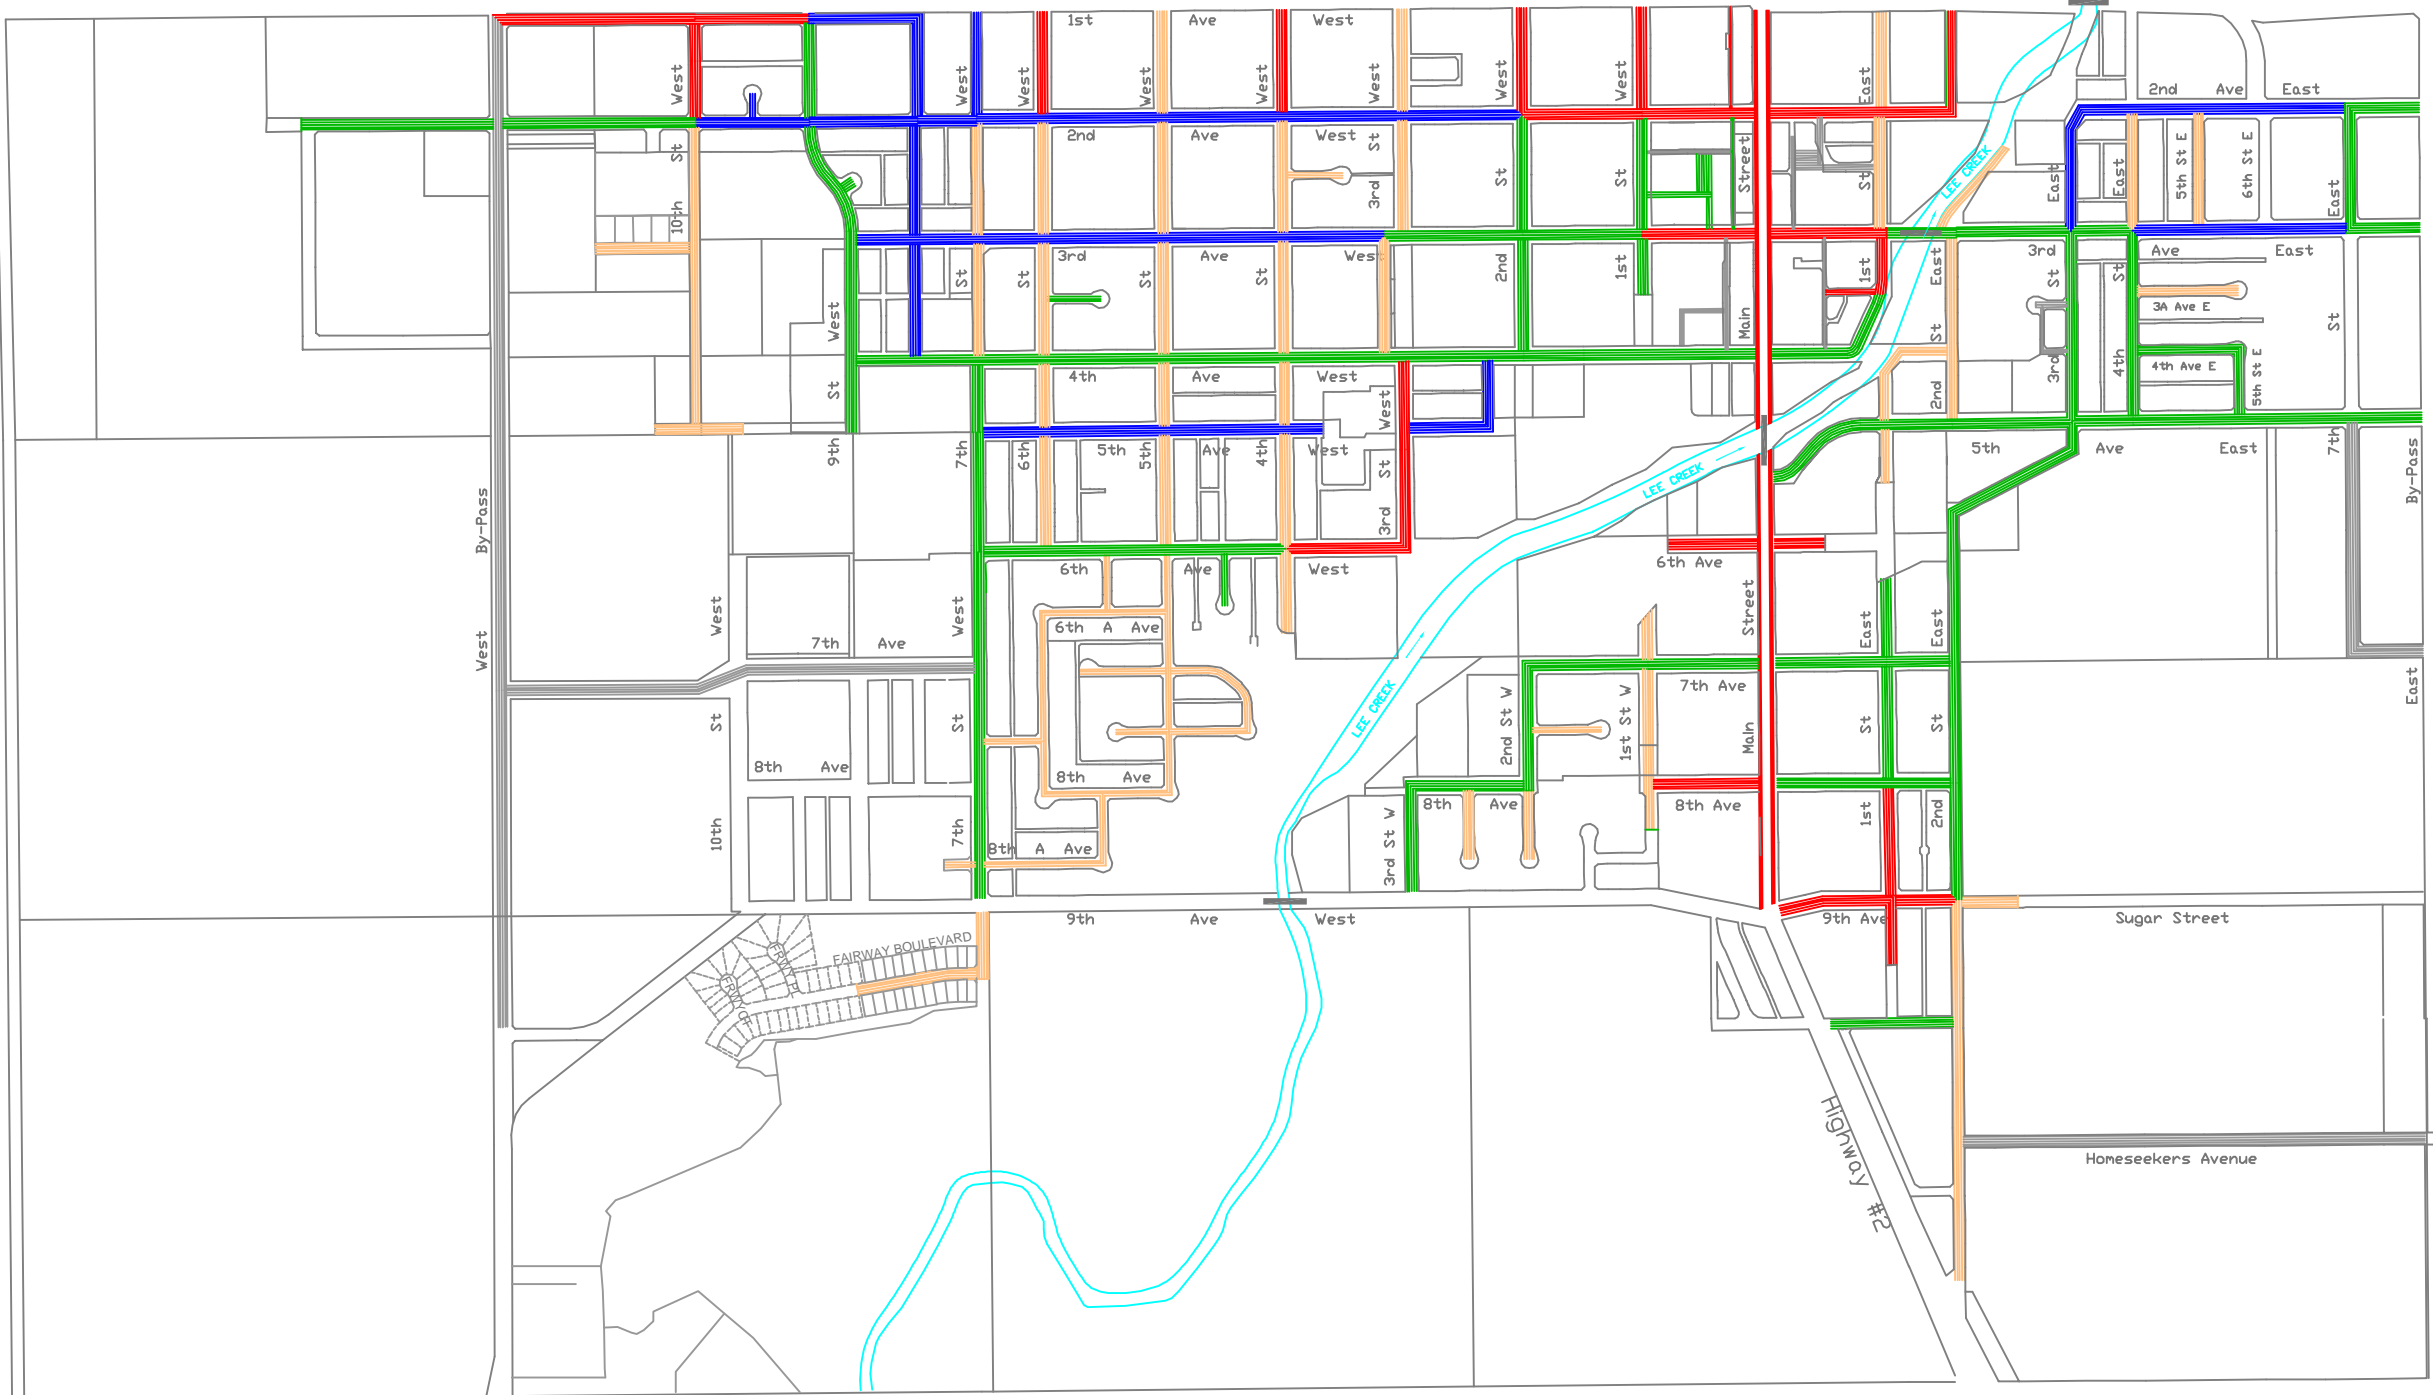 1st Ave West
West West West West West West West West East
2nd Ave East
2nd Ave West
St 10th St 3rd St St Street St East East 5th St E 6th St E East
LEE CREEK
3rd Ave West
3rd Ave East
West St St St St 2nd 1st Main 1st East St St St
3A Ave E
4th Ave West
4th Ave E
St West 2nd St 3rd 4th 5th St E
5th Ave West
5th Ave East
9th 7th 6th 5th 4th 3rd St 7th
LEE CREEK
By-Pass
By-Pass
6th Ave West
6th Ave
West West West Street East East
6th A Ave
7th Ave
7th Ave
LEE CREEK
St St 2nd St W 1st St W Main St St East
8th Ave
8th Ave
8th Ave
8th Ave
10th 7th 3rd St W 1st 2nd
8th A Ave
9th Ave West
9th Ave
Sugar Street
FAIRWAY BOULEVARD
Highway #2
Homeseekers Avenue